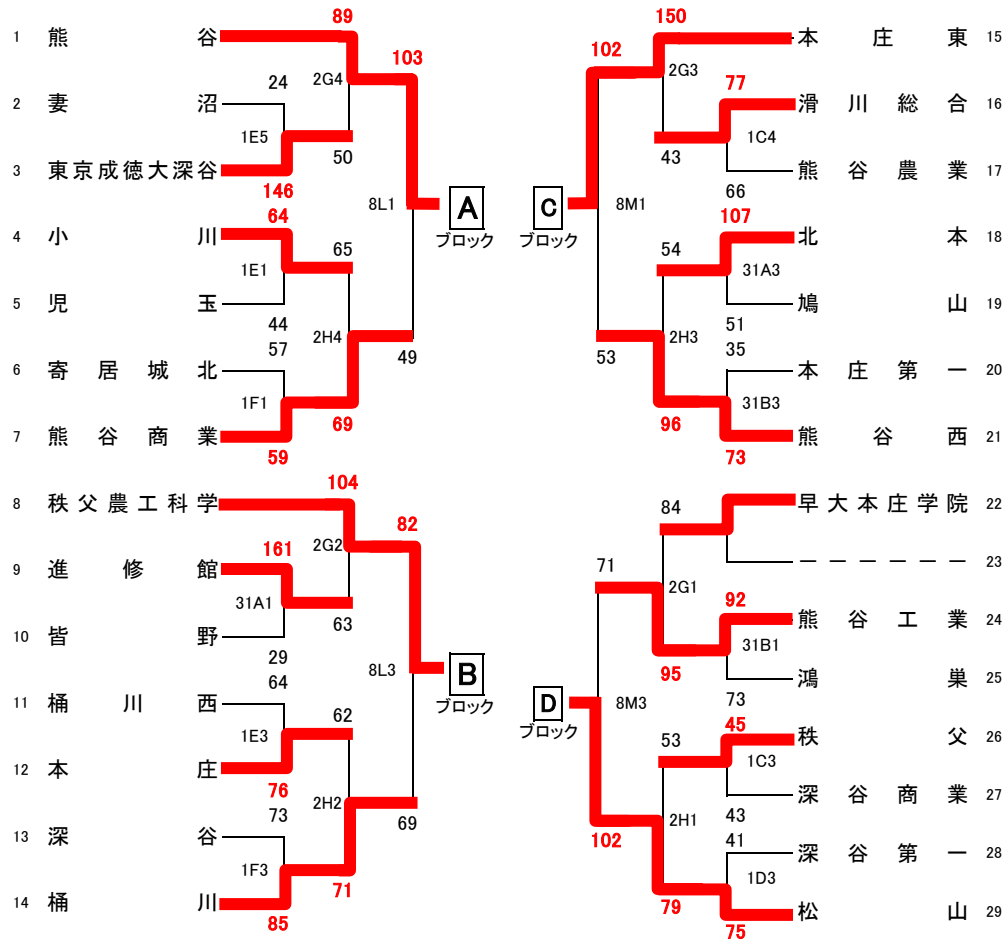 89
1 熊谷
103
2G4
24
2 妻沼
1E5
50
3 東京成徳大深谷
146
8L1
A
ブロック
64
4 小川
65
1E1
5 児玉
44
57
2H4
49
6 寄居城北
1F1
69
7 熊谷商業
59
104
8 秩父農工科学
82
161
2G2
9 進修館
31A1
63
10 皆野
29
64
8L3
B
ブロック
11 桶川西
62
1E3
12 本庄
76
73
2H2
69
13 深谷
1F3
71
14 桶川
85
150
本庄東 15
102
2G3
77
滑川総合 16
1C4
43
熊谷農業 17
66
C
ブロック
8M1
107
54
北本 18
31A3
鳩山 19
51
35
53
2H3
本庄第一 20
31B3
96
熊谷西 21
73
早大本庄学院 22
84
ーーーーーー 23
71
2G1
92
熊谷工業 24
31B1
95
鴻巣 25
73
D
ブロック
8M3
45
53
秩父 26
1C3
深谷商業 27
43
41
102
2H1
深谷第一 28
1D3
79
松山 29
75